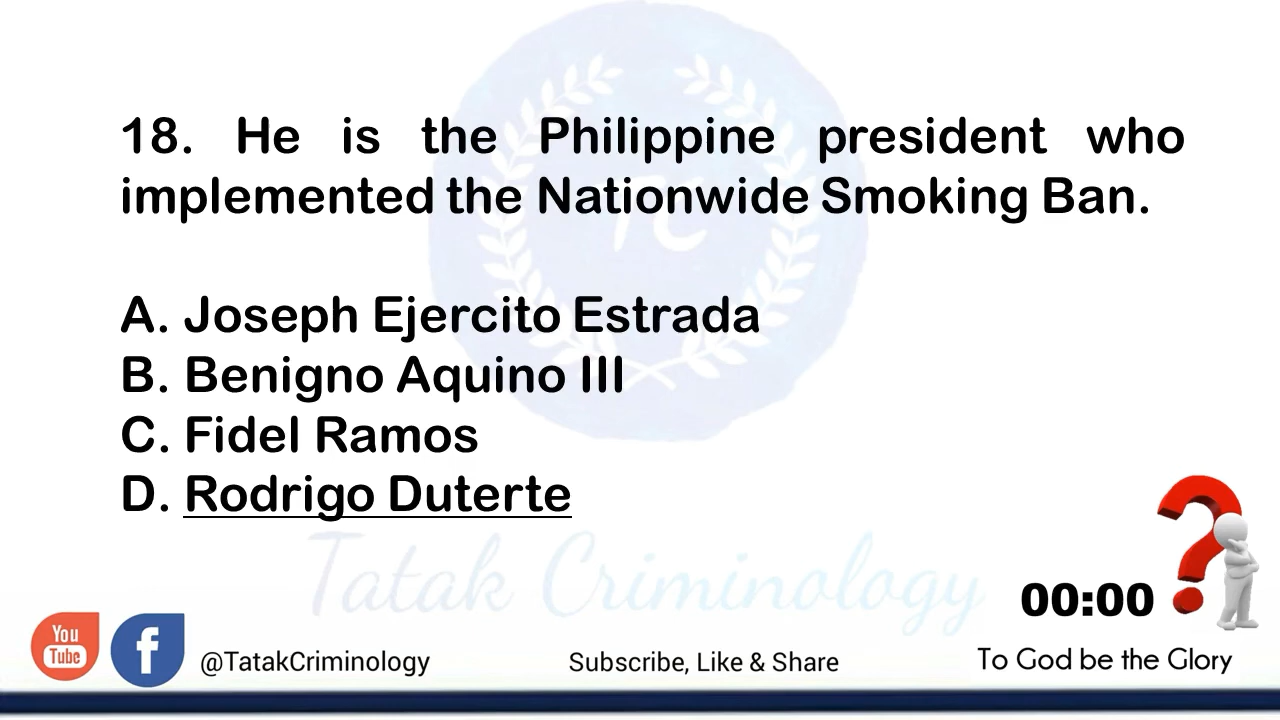 18. He is the Philippine president who
implemented the Nationwide Smoking Ban.
A. Joseph Ejercito Estrada
B. Benigno Aquino III
C. Fidel Ramos
D. Rodrigo Duterte
TC
Tatak Criminology
00:00
You
Tube
f
@TatakCriminology
Subscribe, Like & Share
To God be the Glory